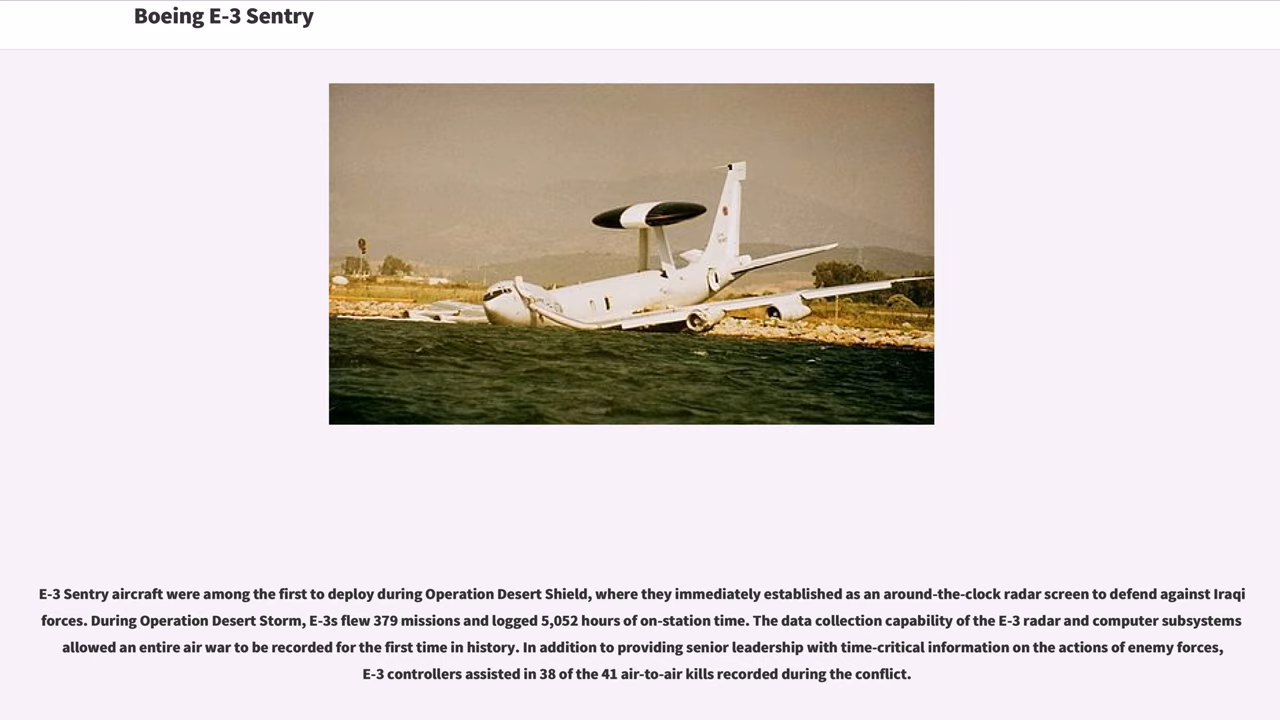 Boeing E-3 Sentry
E-3 Sentry aircraft were among the first to deploy during Operation Desert Shield, where they immediately established as an around-the-clock radar screen to defend against Iraqi
forces. During Operation Desert Storm, E-3s flew 379 missions and logged 5,052 hours of on-station time. The data collection capability of the E-3 radar and computer subsystems
allowed an entire air war to be recorded for the first time in history. In addition to providing senior leadership with time-critical information on the actions of enemy forces,
E-3 controllers assisted in 38 of the 41 air-to-air kills recorded during the conflict.